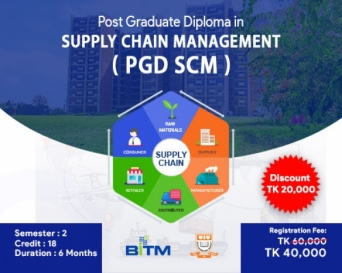 Post Graduate Diploma in
SUPPLY CHAIN MANAGEMENT
( PGD SCM )
RAW
MATERIALS
CONSUMER
SUPPLIER
SUPPLY
CHAIN
RETAILER
MANUFACTURER
DISTRIBUTER
Discount
TK 20,000
Semester : 2
Credit : 18
Duration : 6 Months
BITM
Registration Fee:
TK 60,000
TK 40,000